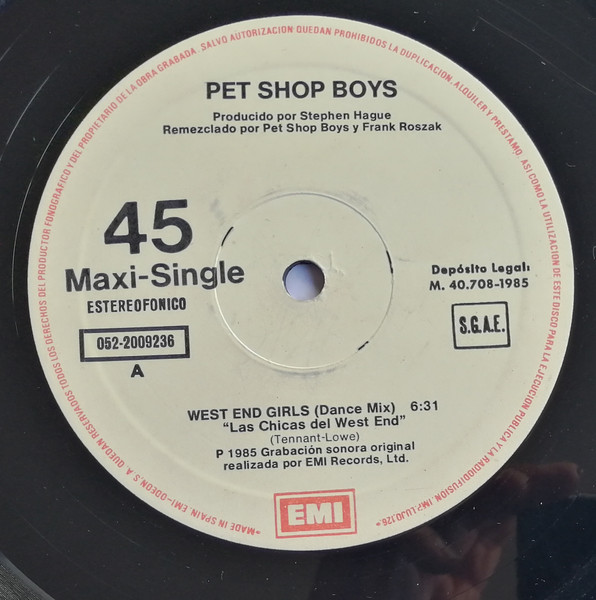 RESERVADOS TODOS LOS DERECHOS DEL PRODUCTOR FONOGRAFICO Y DEL PROPIETARIO DE LA OBRA GRABADA. SALVO AUTORIZACION QUEDAN PROHIBIDOS LA DUPLICACION, ALQUILER Y PRESTAMO, ASI COMO LA UTILIZACION DE ESTE DISCO PARA LA EJECUCION PUBLICA Y LA RADIODIFUSION.
PET SHOP BOYS
Producido por Stephen Hague
Remezclado por Pet Shop Boys y Frank Roszak
45
Maxi-Single
ESTEREOFONICO
052-2009236
A
Depósito Legal:
M. 40.708-1985
S.G.A.E.
WEST END GIRLS (Dance Mix) 6:31
"Las Chicas del West End"
(Tennant-Lowe)
P 1985 Grabación sonora original
realizada por EMI Records, Ltd.
EMI
*MADE IN SPAIN. EMI-ODEON, S. A. QUEDAN